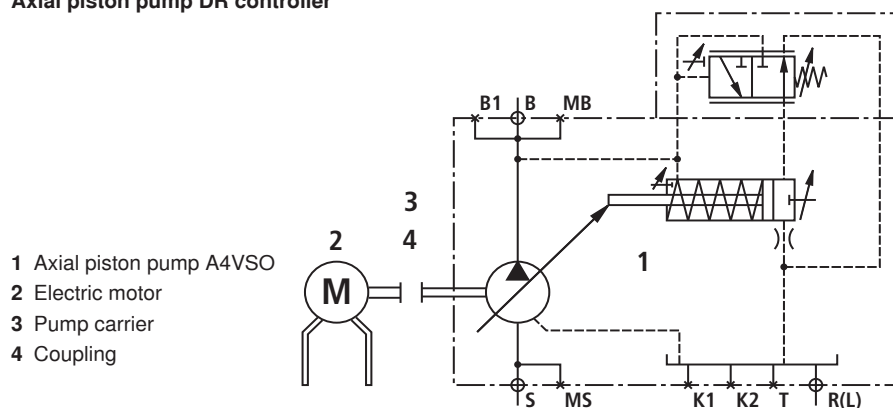 Axial piston pump DR controller
B1 B MB
3
2 4
1
1 Axial piston pump A4VSO
2 Electric motor
3 Pump carrier
4 Coupling
M
S MS K1 K2 T R(L)